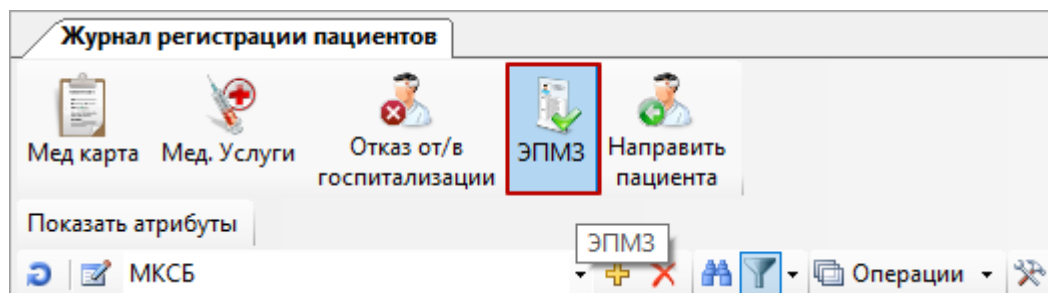 Журнал регистрации пациентов
Мед карта
Мед. Услуги
Отказ от/в
госпитализации
ЭПМЗ
Направить
пациента
Показать атрибуты
ЭПМЗ
МКСБ
Операции